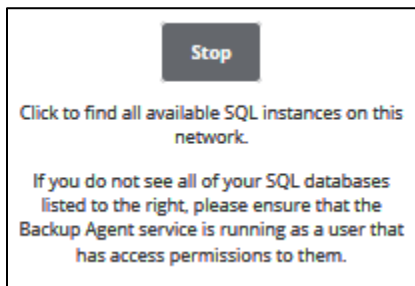 Stop
Click to find all available SQL instances on this
network.
If you do not see all of your SQL databases
listed to the right, please ensure that the
Backup Agent service is running as a user that
has access permissions to them.